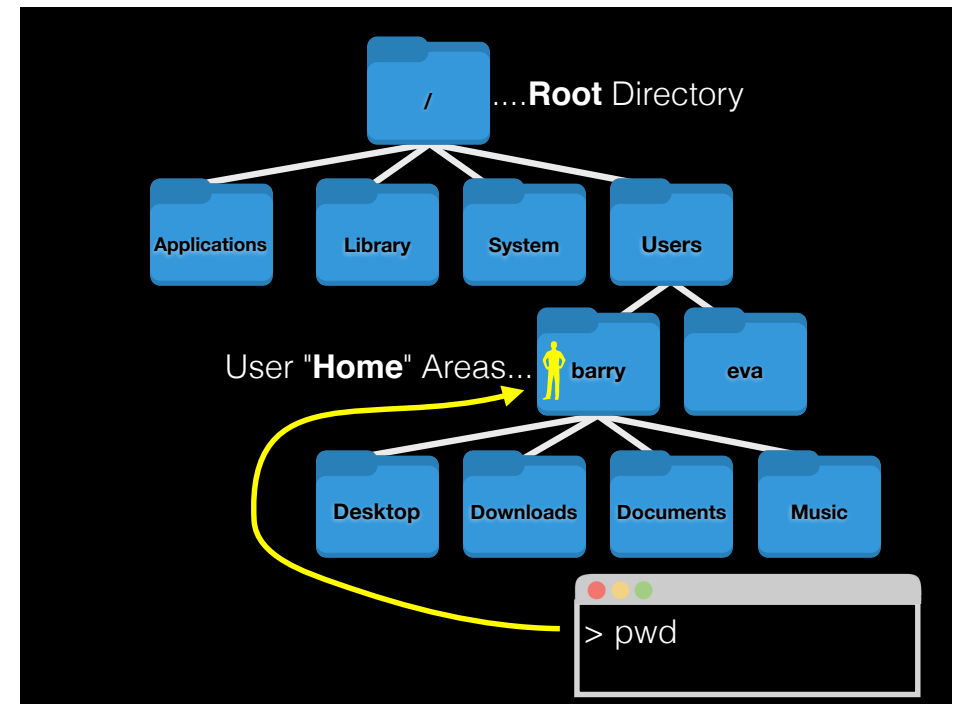 /
....Root Directory
Applications
Library
System
Users
User "Home" Areas...
barry
eva
Desktop
Downloads
Documents
Music
> pwd